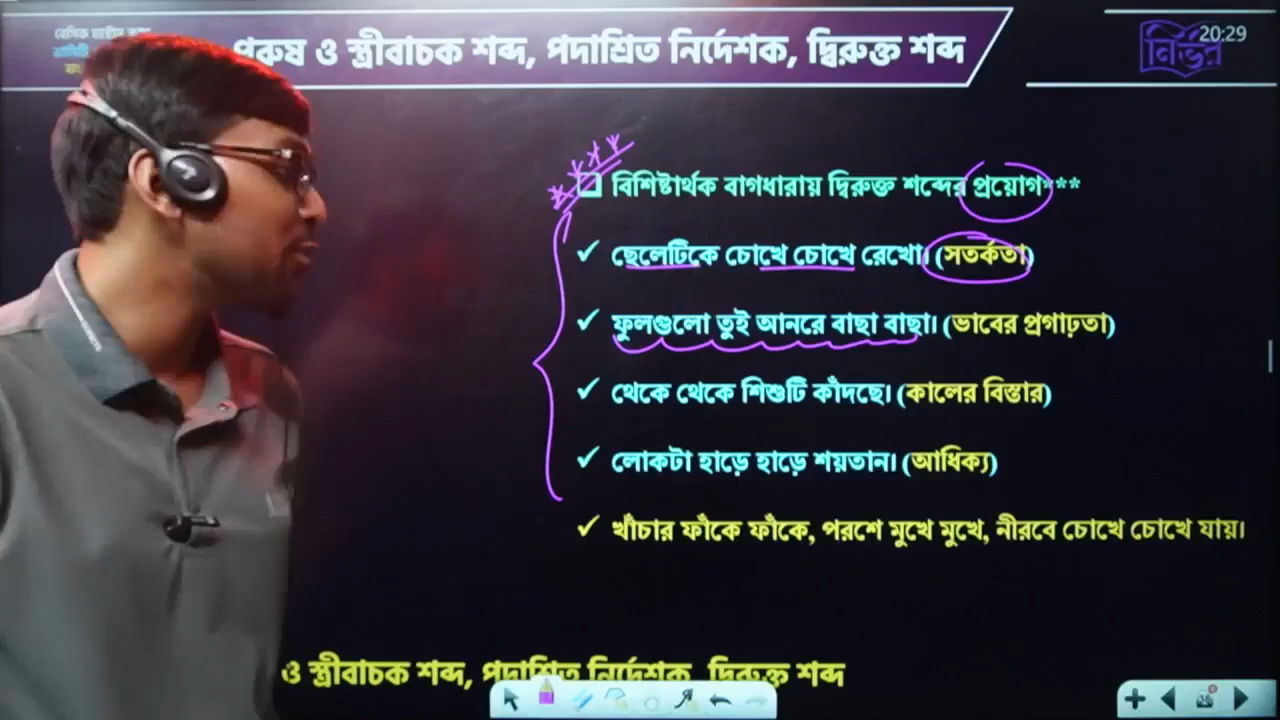 পুরুষ ও স্ত্রীবাচক শব্দ, পদাশ্রিত নির্দেশক, দ্বিরুক্ত শব্দ
নির্ভর
20:29
বিশিষ্টার্থক বাগধারায় দ্বিরুক্ত শব্দের প্রয়োগ***
ছেলেটিকে চোখে চোখে রেখো। (সতর্কতা)
ফুলগুলো তুই আনরে বাছা বাছা। (ভাবের প্রগাঢ়তা)
থেকে থেকে শিশুটি কাঁদছে। (কালের বিস্তার)
লোকটা হাড়ে হাড়ে শয়তান। (আধিক্য)
খাঁচার ফাঁকে ফাঁকে, পরশে মুখে মুখে, নীরবে চোখে চোখে যায়।
ও স্ত্রীবাচক শব্দ, পদাশ্রিত নির্দেশক, দ্বিরুক্ত শব্দ